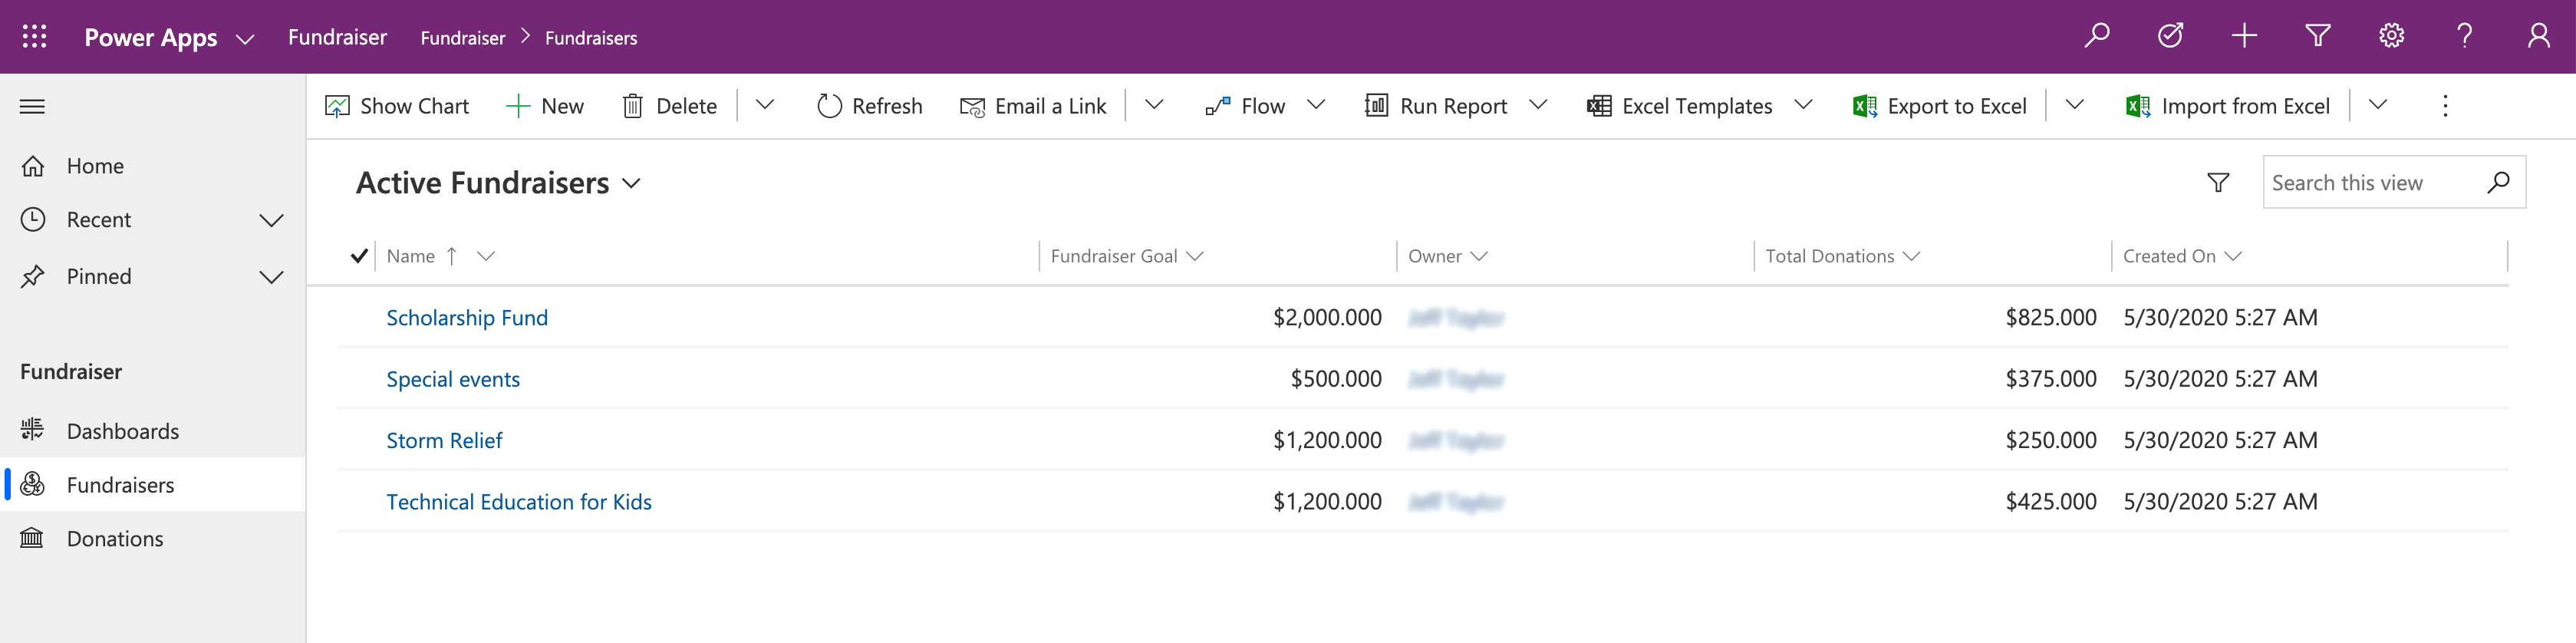 Power Apps Fundraiser Fundraiser > Fundraisers
Show Chart New Delete Refresh Email a Link Flow Run Report Excel Templates Export to Excel Import from Excel
Home
Recent
Pinned
Fundraiser
Dashboards
Fundraisers
Donations
Active Fundraisers Search this view
Name ↑ Fundraiser Goal Owner Total Donations Created On
Scholarship Fund $2,000.000 $825.000 5/30/2020 5:27 AM
Special events $500.000 $375.000 5/30/2020 5:27 AM
Storm Relief $1,200.000 $250.000 5/30/2020 5:27 AM
Technical Education for Kids $1,200.000 $425.000 5/30/2020 5:27 AM